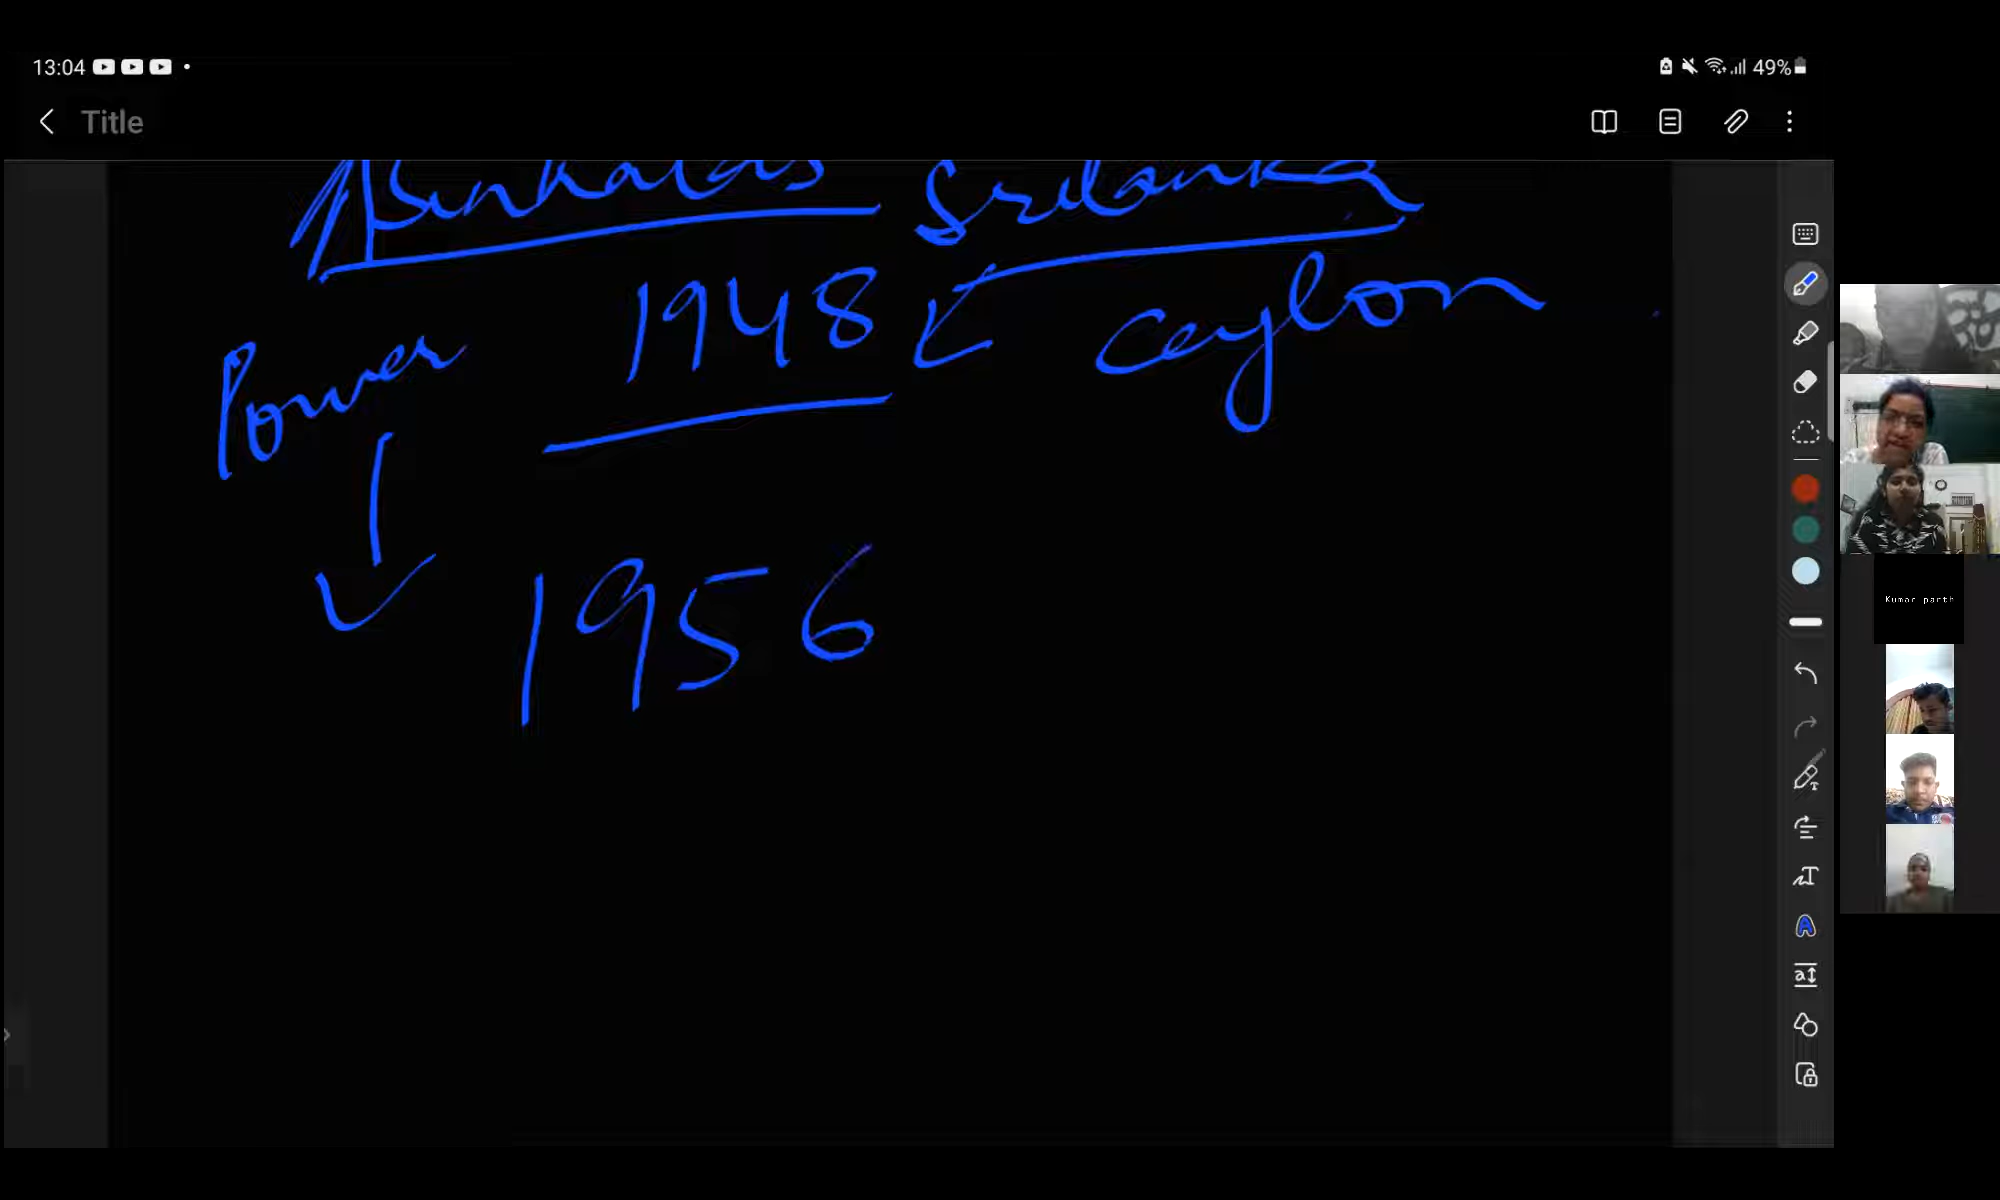 13:04
49%
Title
Sinhalas Srilanka
1948 Ceylon
Power
1956
Kumar parth